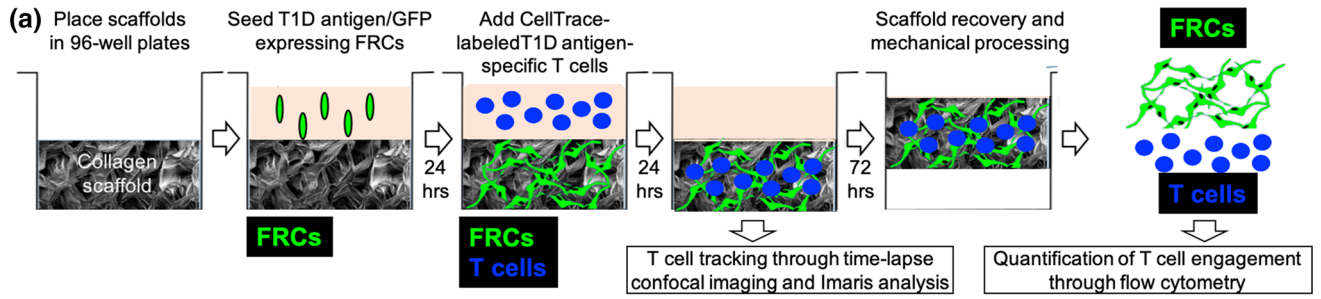 (a)
Place scaffolds
in 96-well plates
Seed T1D antigen/GFP
expressing FRCs
Add CellTrace-
labeledT1D antigen-
specific T cells
Scaffold recovery and
mechanical processing
FRCs
Collagen
scaffold
24
hrs
24
hrs
72
hrs
T cells
FRCs
FRCs
T cells
T cell tracking through time-lapse
confocal imaging and Imaris analysis
Quantification of T cell engagement
through flow cytometry